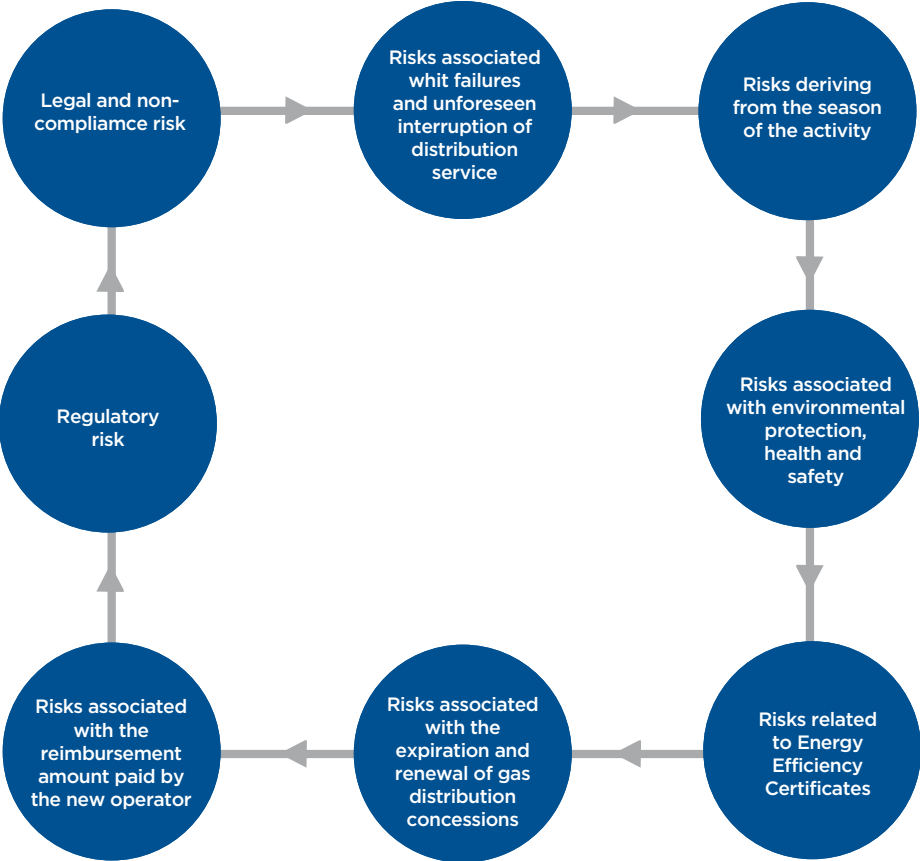 Legal and non-
compliamce risk
Risks associated
whit failures
and unforeseen
interruption of
distribution
service
Risks deriving
from the season
of the activity
Risks associated
with environmental
protection,
health and
safety
Risks related
to Energy
Efficiency
Certificates
Risks associated
with the
expiration and
renewal of gas
distribution
concessions
Risks associated
with the
reimbursement
amount paid by
the new operator
Regulatory
risk